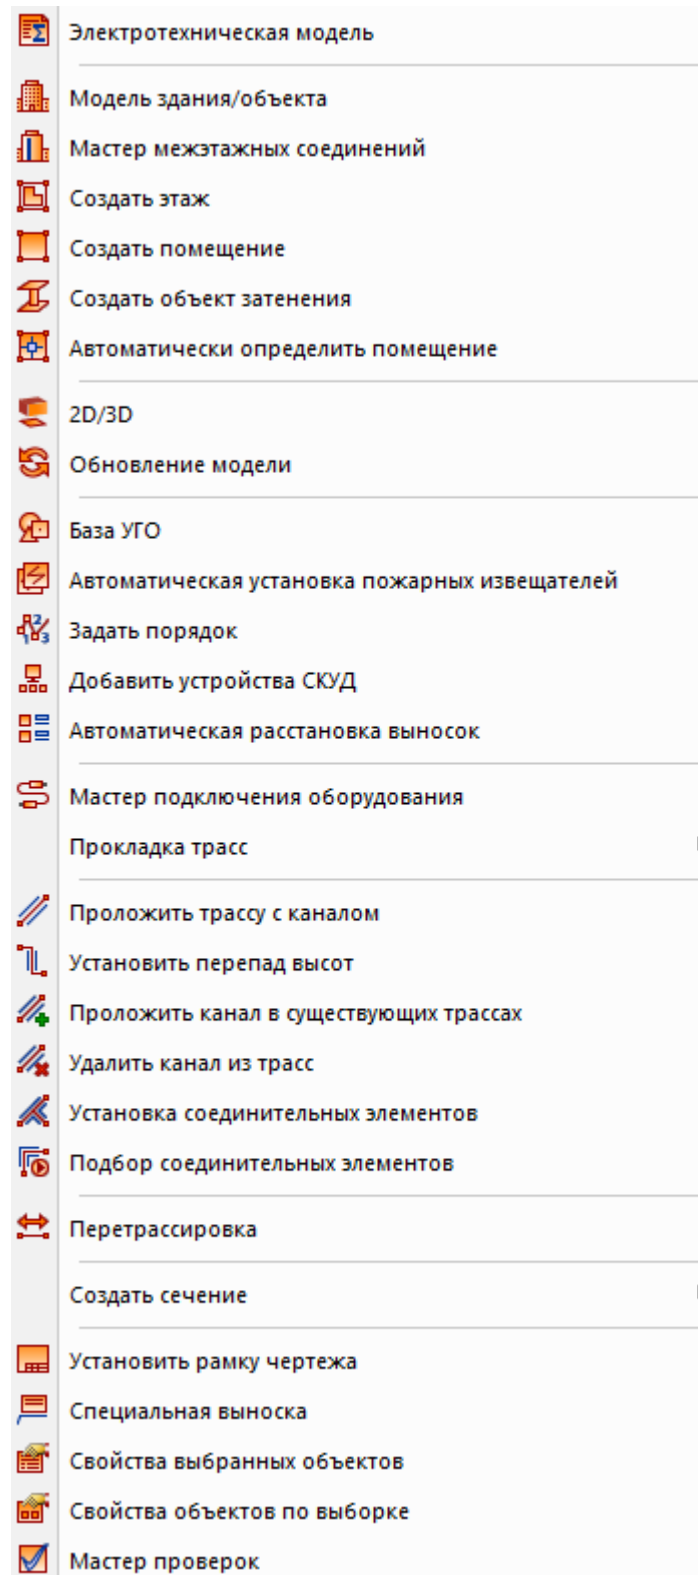 Электротехническая модель
Модель здания/объекта
Мастер межэтажных соединений
Создать этаж
Создать помещение
Создать объект затенения
Автоматически определить помещение
2D/3D
Обновление модели
База УГО
Автоматическая установка пожарных извещателей
Задать порядок
Добавить устройства СКУД
Автоматическая расстановка выносок
Мастер подключения оборудования
Прокладка трасс
Проложить трассу с каналом
Установить перепад высот
Проложить канал в существующих трассах
Удалить канал из трасс
Установка соединительных элементов
Подбор соединительных элементов
Перетрассировка
Создать сечение
Установить рамку чертежа
Специальная выноска
Свойства выбранных объектов
Свойства объектов по выборке
Мастер проверок